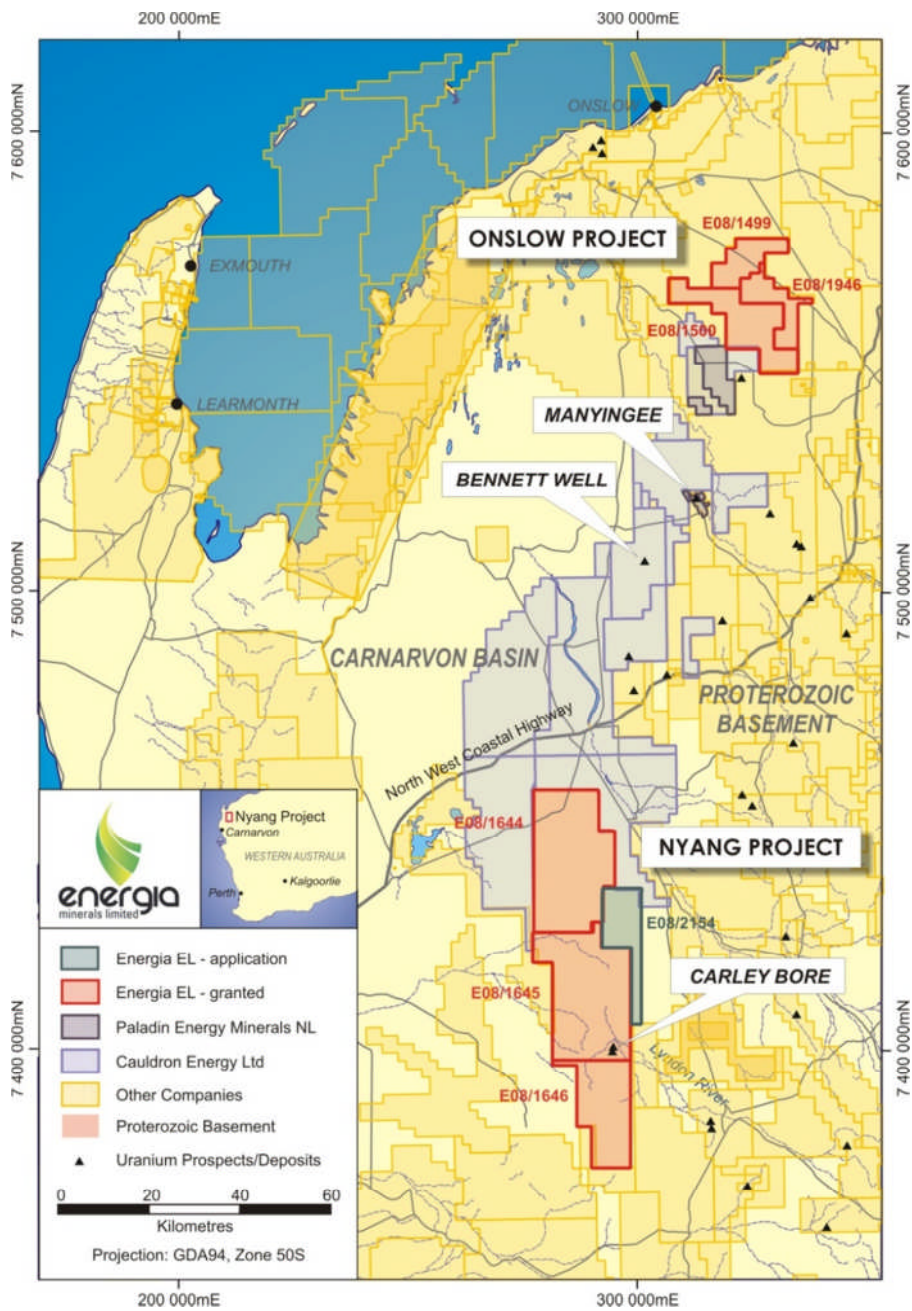 200 000mE
300 000mE
7 600 000mN
7 600 000mN
ONSLOW
E08/1499
ONSLOW PROJECT
EXMOUTH
E08/1946
E08/1500
LEARMONTH
MANYINGEE
BENNETT WELL
7 500 000mN
7 500 000mN
CARNARVON BASIN
PROTEROZOIC
BASEMENT
North West Coastal Highway
E08/1644
NYANG PROJECT
E08/2154
CARLEY BORE
E08/1645
7 400 000mN
7 400 000mN
Lyndon River
E08/1646
energia
minerals limited
Nyang Project
Carnarvon
WESTERN AUSTRALIA
Kalgoorlie
Perth
Energia EL - application
Energia EL - granted
Paladin Energy Minerals NL
Cauldron Energy Ltd
Other Companies
Proterozoic Basement
Uranium Prospects/Deposits
0 20 40 60
Kilometres
Projection: GDA94, Zone 50S
200 000mE
300 000mE